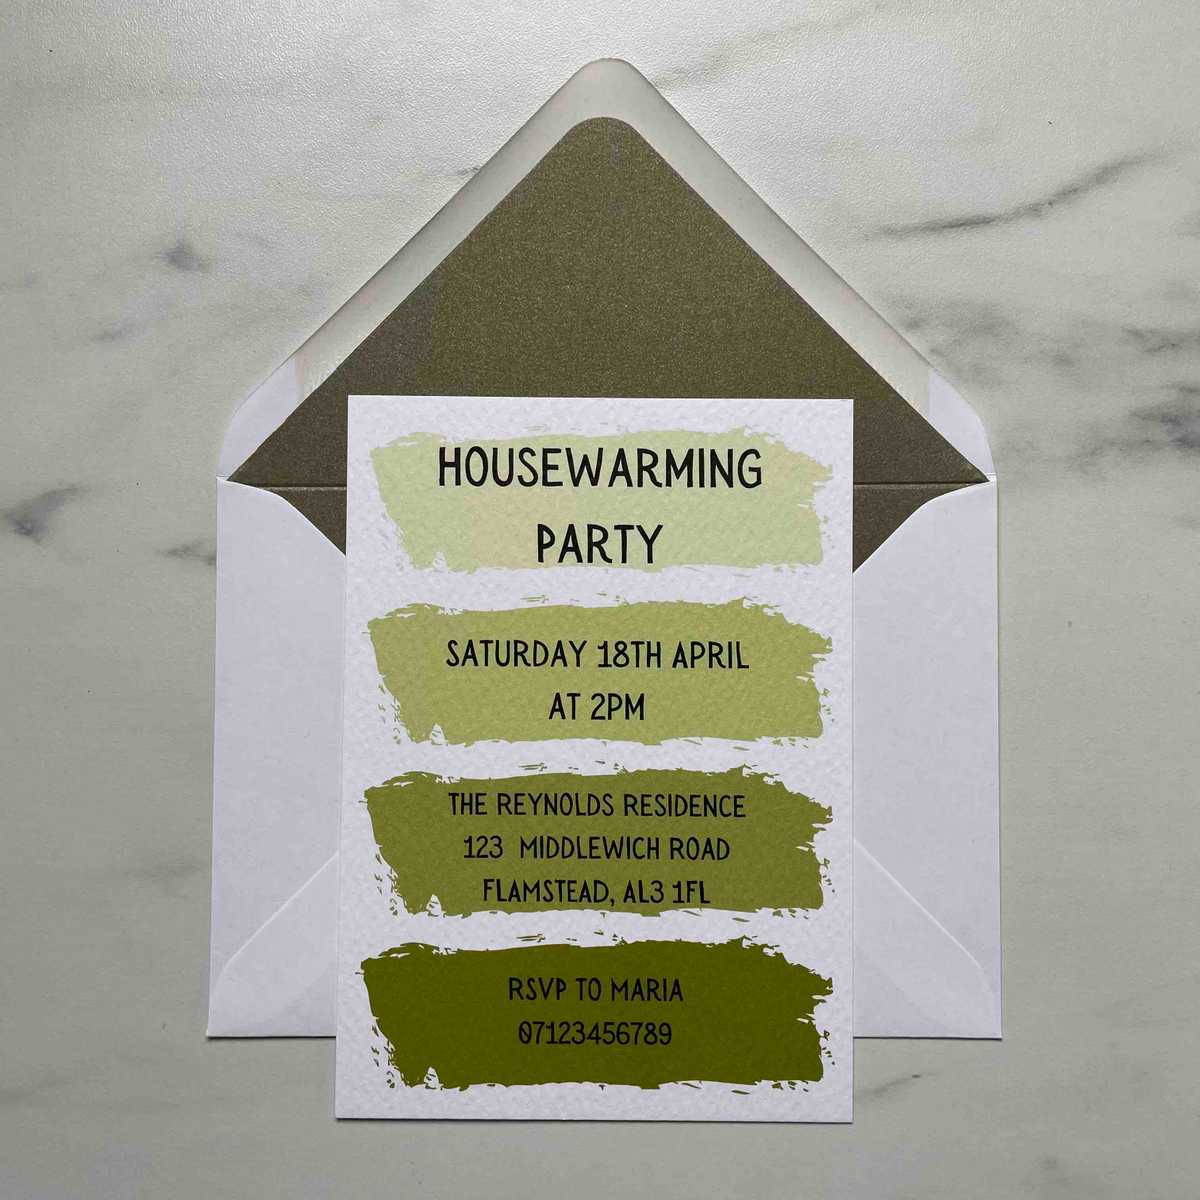 HOUSEWARMING
PARTY
SATURDAY 18TH APRIL
AT 2PM
THE REYNOLDS RESIDENCE
123 MIDDLEWICH ROAD
FLAMSTEAD, AL3 1FL
RSVP TO MARIA
07123456789